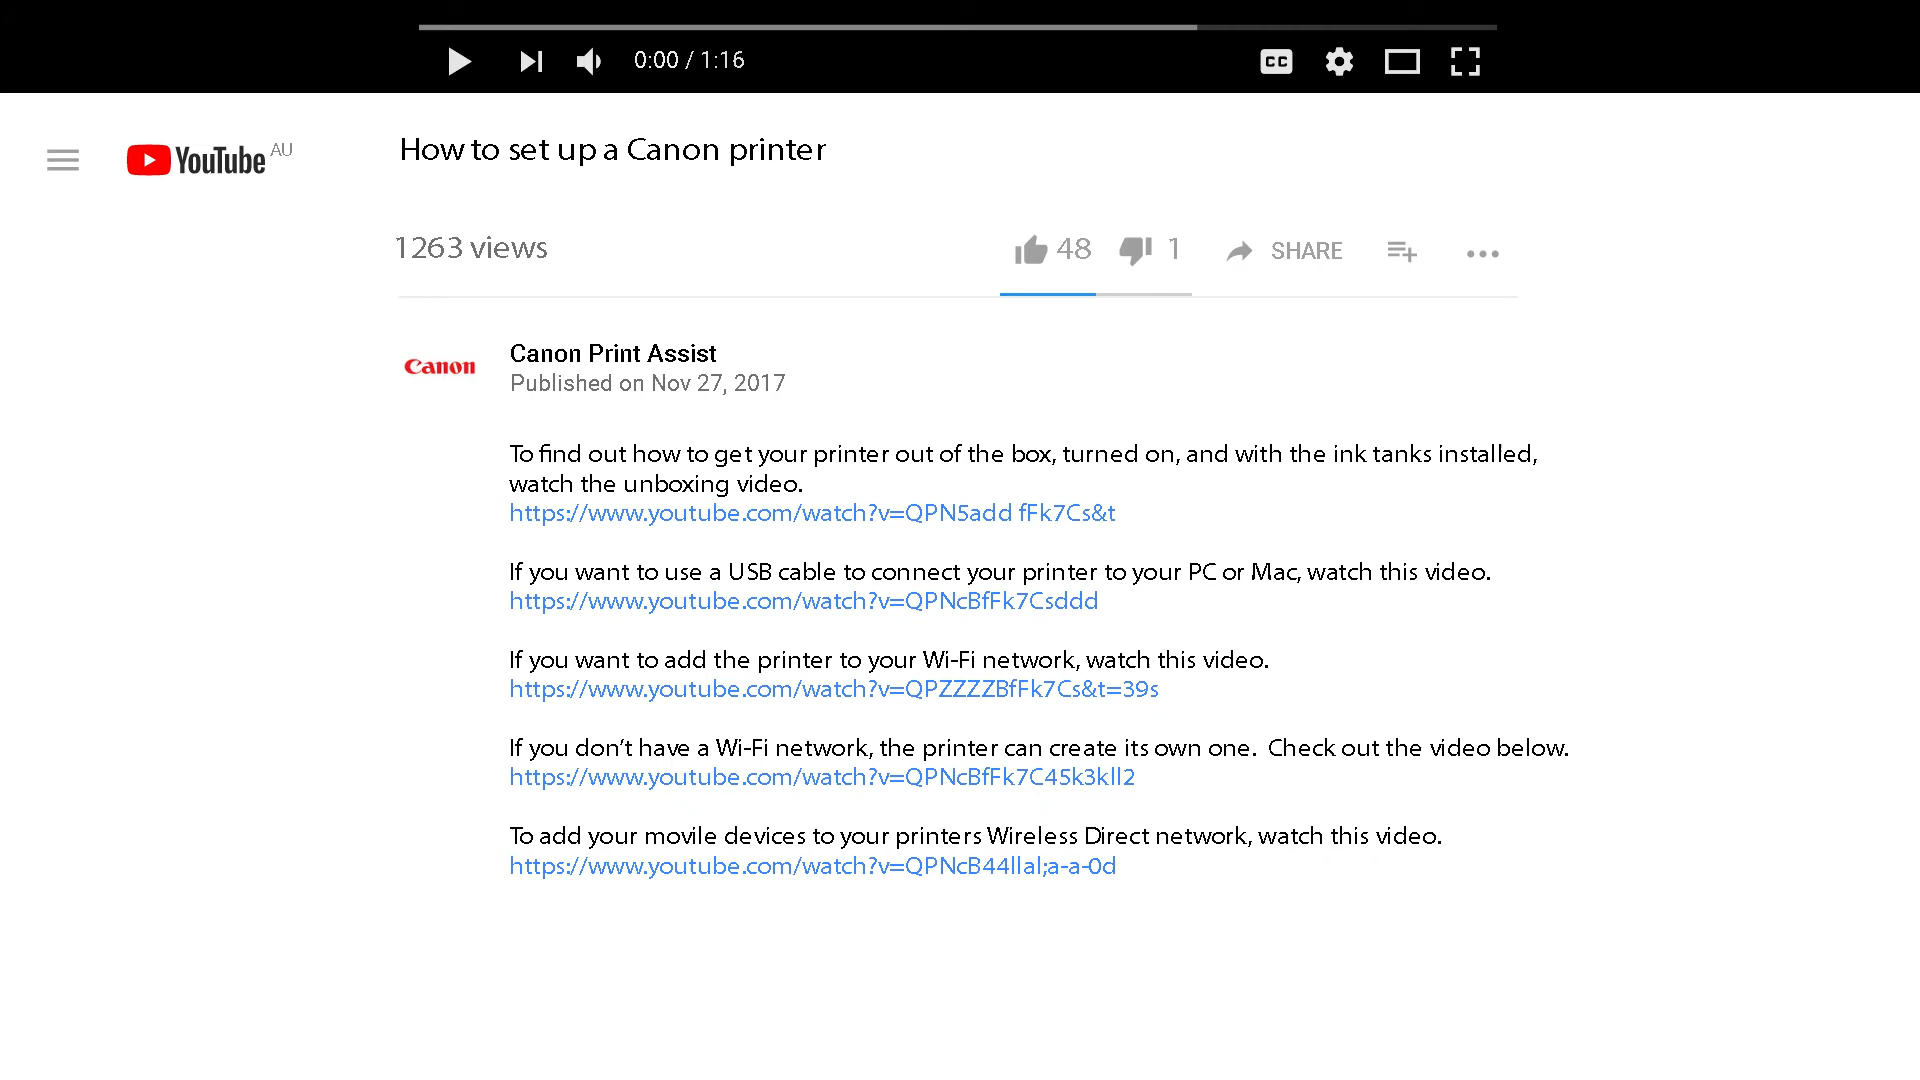 0:00 / 1:16
CC
YouTube AU
How to set up a Canon printer
1263 views
48
1
SHARE
Canon
Canon Print Assist
Published on Nov 27, 2017
To find out how to get your printer out of the box, turned on, and with the ink tanks installed,
watch the unboxing video.
https://www.youtube.com/watch?v=QPN5add fFk7Cs&t
If you want to use a USB cable to connect your printer to your PC or Mac, watch this video.
https://www.youtube.com/watch?v=QPNcBfFk7Csddd
If you want to add the printer to your Wi-Fi network, watch this video.
https://www.youtube.com/watch?v=QPZZZZBfFk7Cs&t=39s
If you don’t have a Wi-Fi network, the printer can create its own one.  Check out the video below.
https://www.youtube.com/watch?v=QPNcBfFk7C45k3kll2
To add your movile devices to your printers Wireless Direct network, watch this video.
https://www.youtube.com/watch?v=QPNcB44llal;a-a-0d